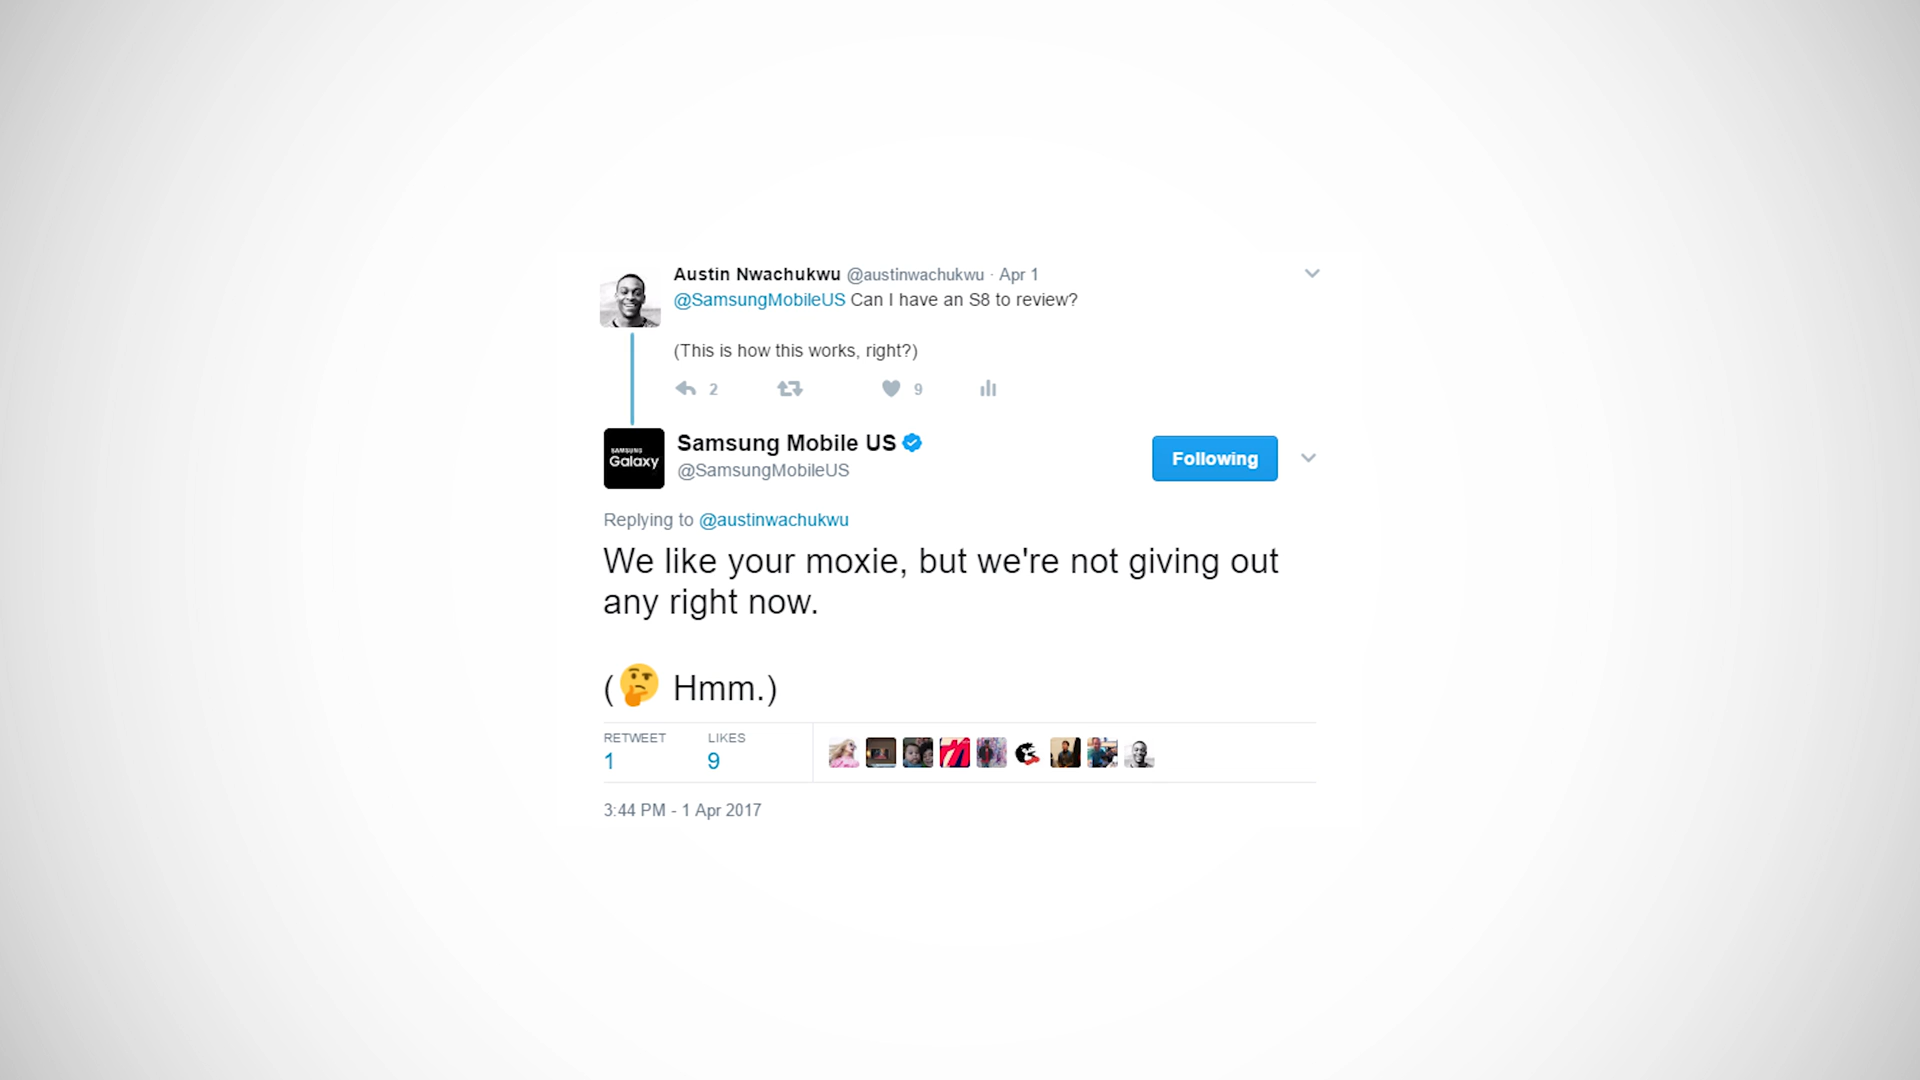 Austin Nwachukwu @austinwachukwu · Apr 1
@SamsungMobileUS Can I have an S8 to review?
(This is how this works, right?)
2 9
Samsung Mobile US
SAMSUNG
Galaxy
@SamsungMobileUS
Following
Replying to @austinwachukwu
We like your moxie, but we're not giving out
any right now.
(🤔 Hmm.)
RETWEET LIKES
1 9
3:44 PM - 1 Apr 2017